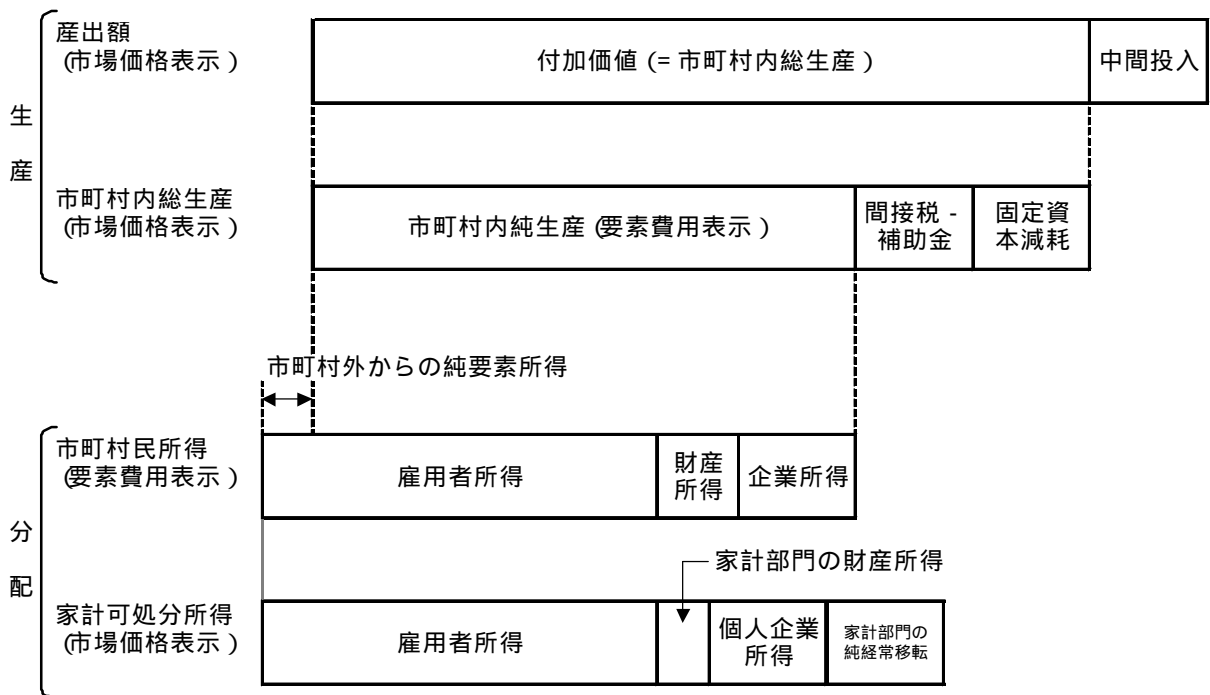 生産
産出額
(市場価格表示)
付加価値(=市町村内総生産)
中間投入
市町村内総生産
(市場価格表示)
市町村内純生産(要素費用表示)
間接税-
補助金
固定資
本減耗
市町村外からの純要素所得
分配
市町村民所得
(要素費用表示)
雇用者所得
財産
所得
企業所得
家計部門の財産所得
家計可処分所得
(市場価格表示)
雇用者所得
個人企業
所得
家計部門の
純経常移転